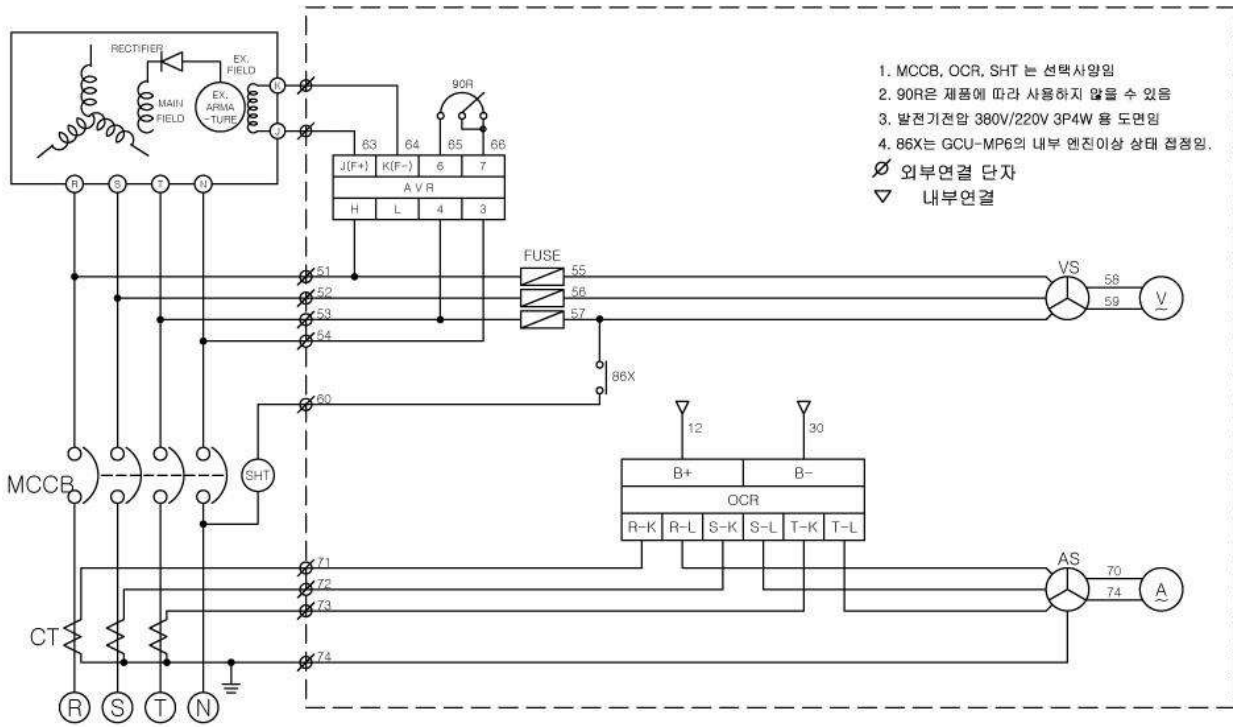 RECTIFIER
EX.
FIELD
MAIN
FIELD
EX.
ARMA
-TURE
K
J
R
S
T
N
90R
63
64
65
66
J(F+)
K(F-)
6
7
AVR
H
L
4
3
1. MCCB, OCR, SHT 는 선택사양임
2. 90R은 제품에 따라 사용하지 않을 수 있음
3. 발전기전압 380V/220V 3P4W 용 도면임
4. 86X는 GCU-MP6의 내부 엔진이상 상태 접점임.
외부연결 단자
내부연결
FUSE
51
55
52
56
53
57
54
VS
58
59
V
86X
60
12
30
MCCB
SHT
B+
B-
OCR
R-K
R-L
S-K
S-L
T-K
T-L
71
72
73
74
AS
70
74
A
CT
R
S
T
N